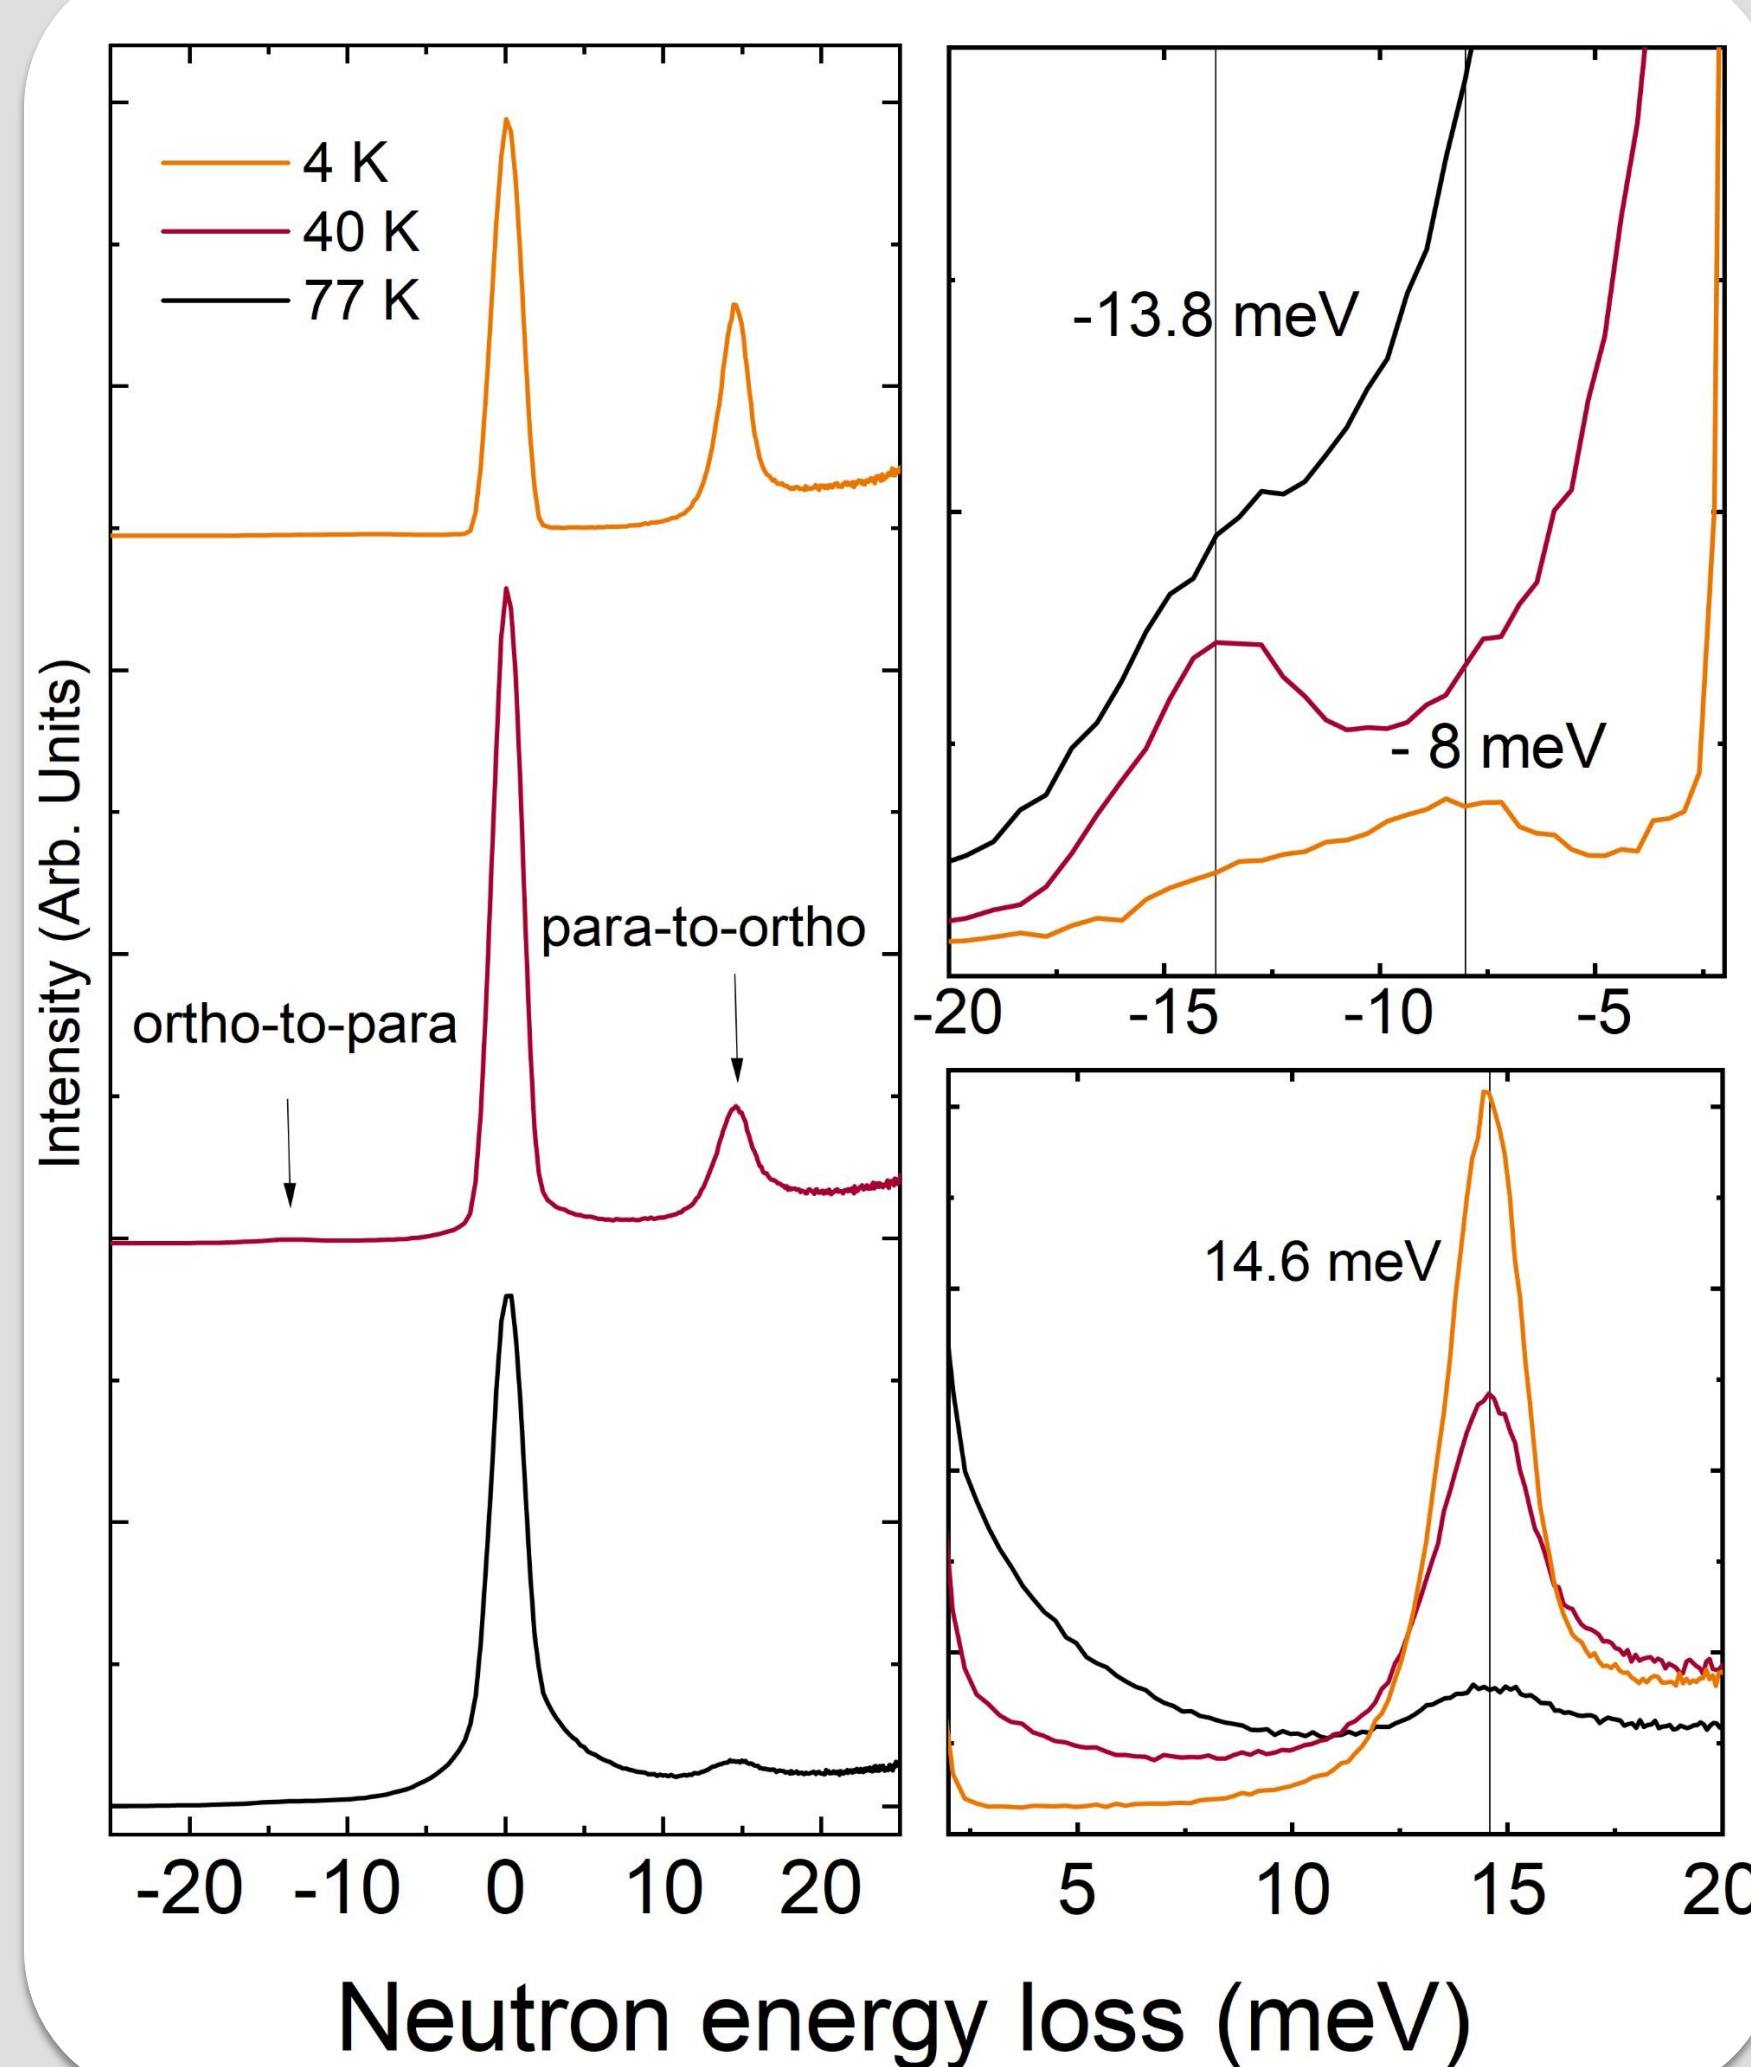 4 K
40 K
77 K
Intensity (Arb. Units)
ortho-to-para
para-to-ortho
-20 -10 0 10 20
-13.8 meV
- 8 meV
-20 -15 -10 -5
14.6 meV
5 10 15 20
Neutron energy loss (meV)